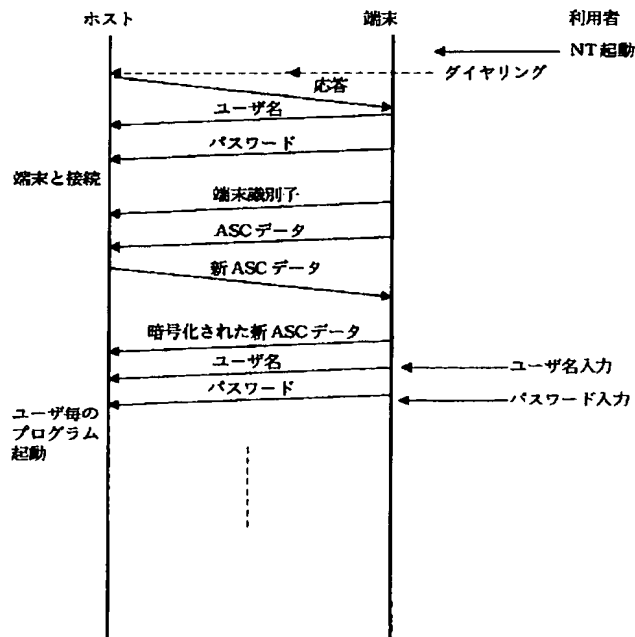 ホスト
端末
利用者
NT起動
ダイヤリング
応答
ユーザ名
パスワード
端末と接続
端末識別子
ASCデータ
新ASCデータ
暗号化された新ASCデータ
ユーザ名
ユーザ名入力
パスワード
パスワード入力
ユーザ毎の
プログラム
起動